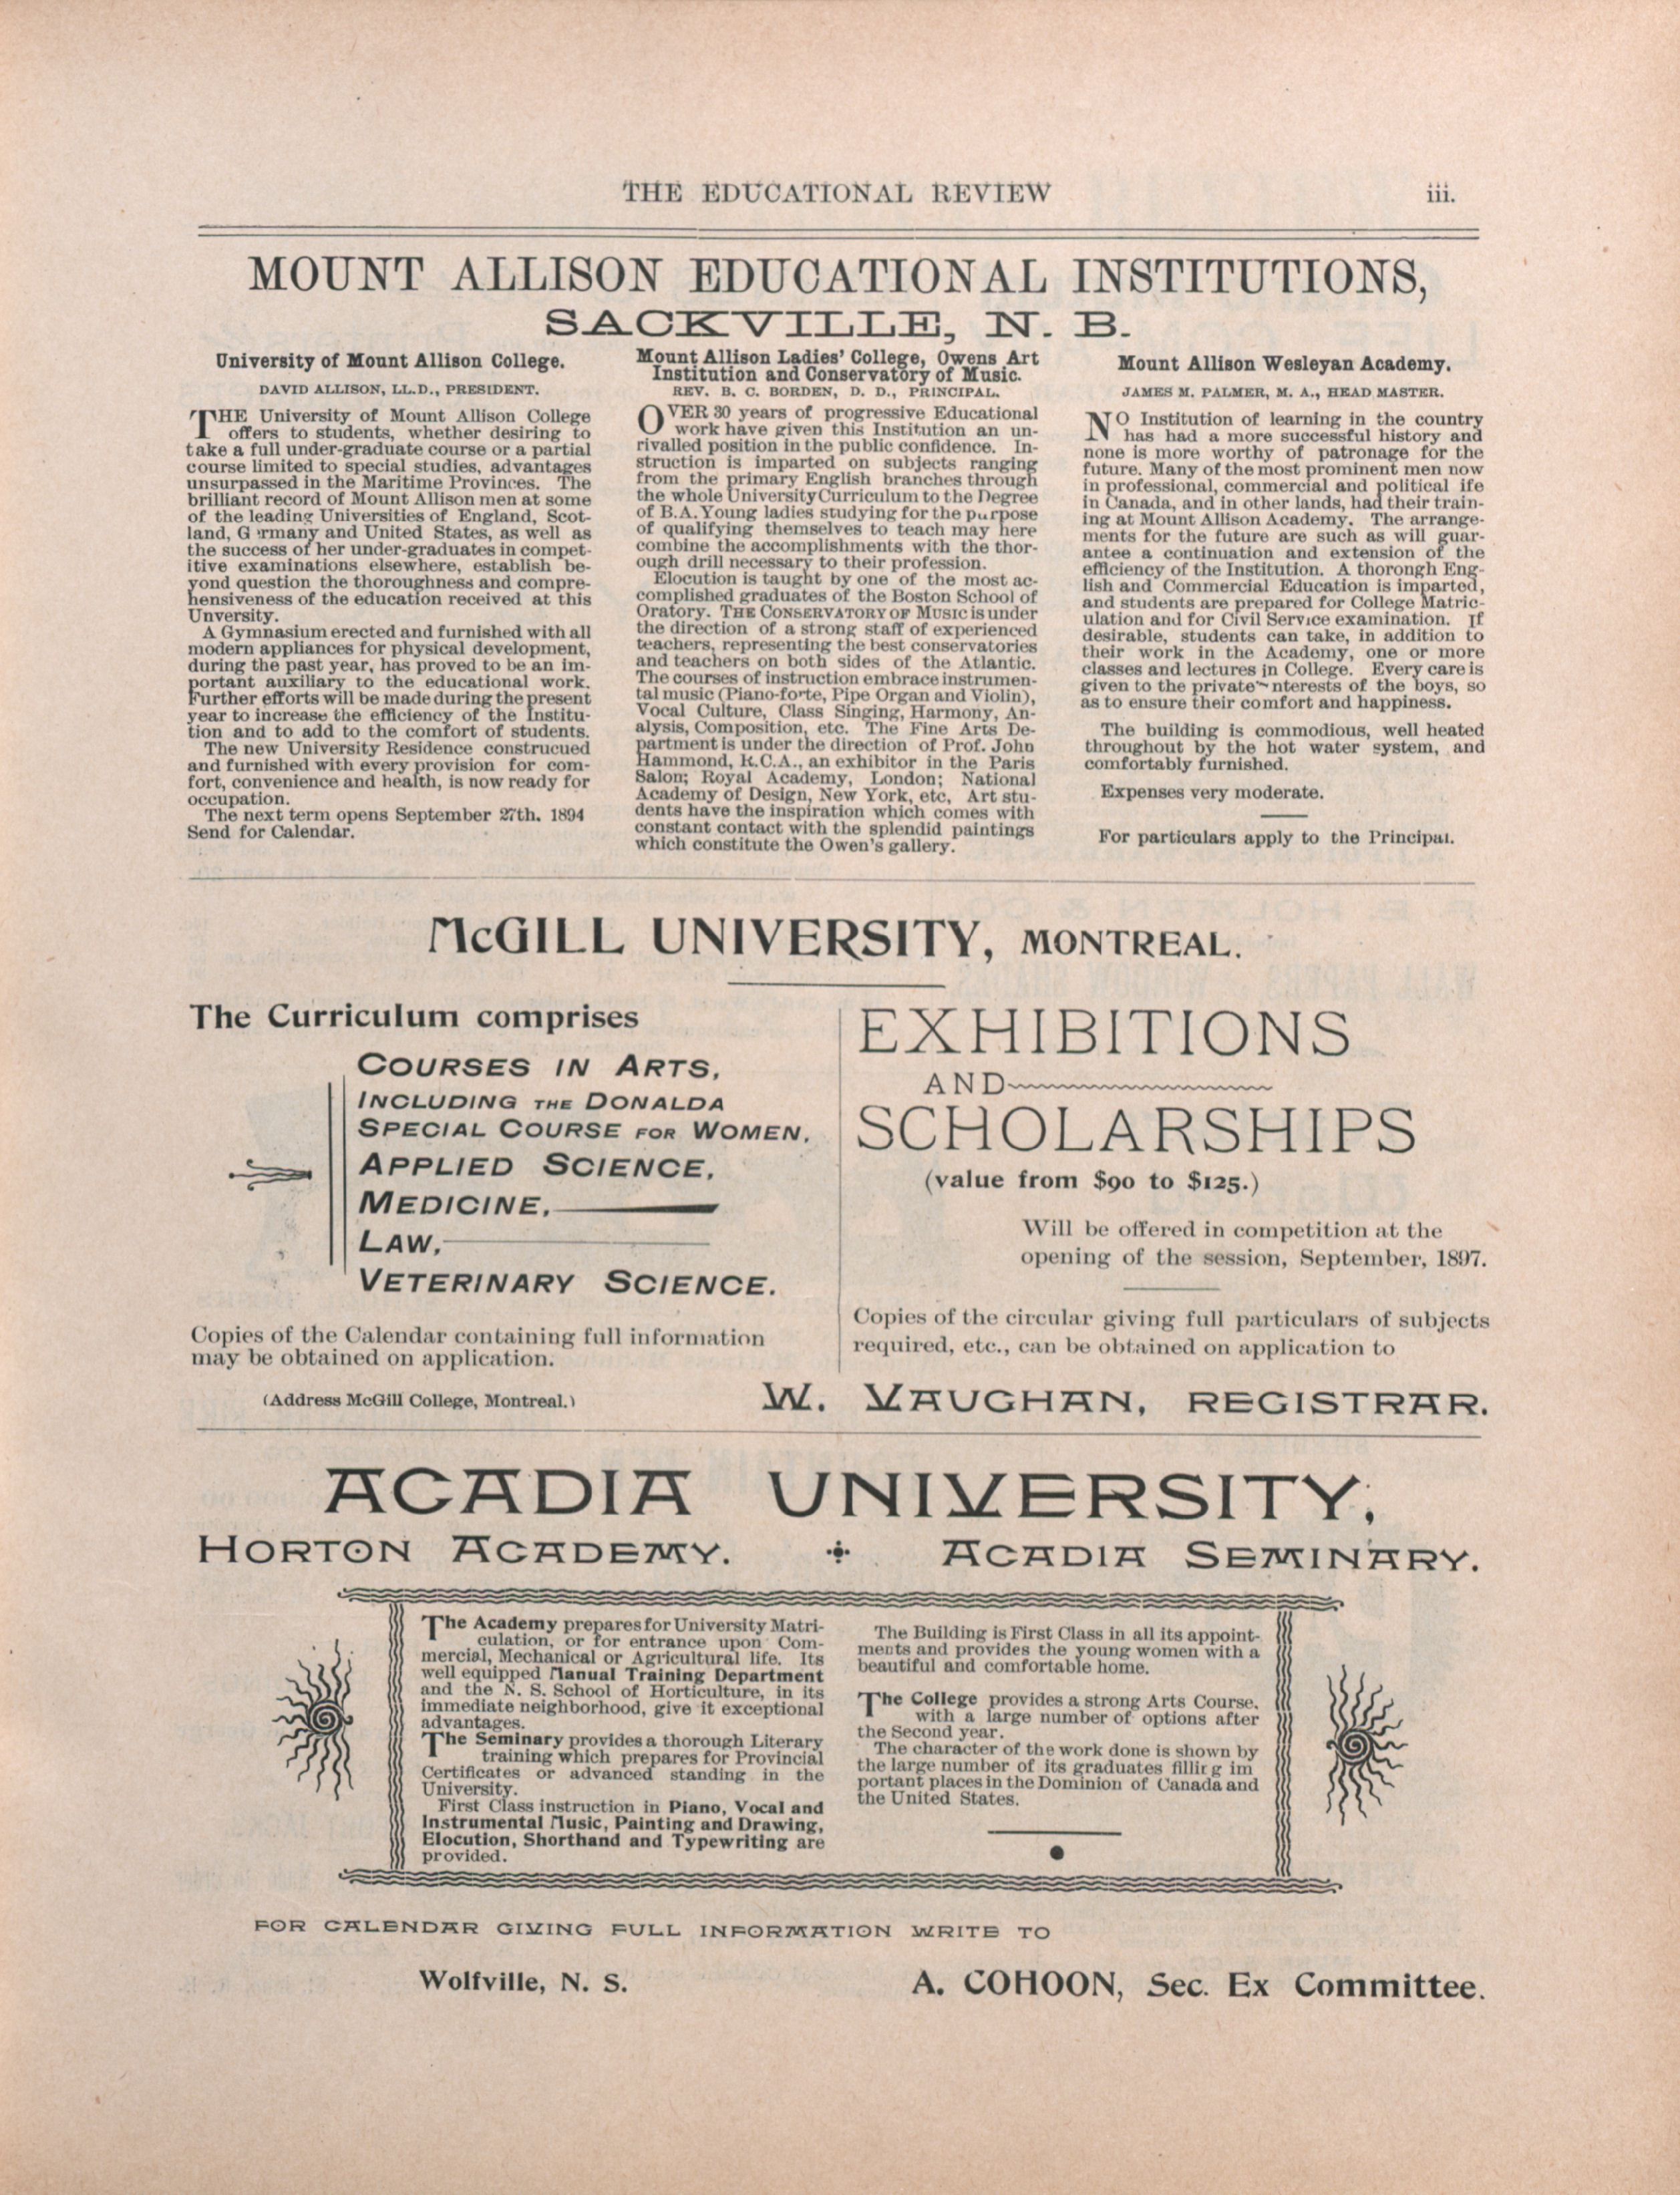 THE EDUCATIONAL REVIEW iii.
MOUNT ALLISON EDUCATIONAL INSTITUTIONS,
SACKVILLE, N. B.
University of Mount Allison College.
DAVID ALLISON, LL.D., PRESIDENT.
THE University of Mount Allison College
offers to students, whether desiring to
take a full under-graduate course or a partial
course limited to special studies, advantages
unsurpassed in the Maritime Provinces. The
brilliant record of Mount Allison men at some
of the leading Universities of England, Scot-
land, G rmany and United States, as well as
the success of her under-graduates in compet-
itive examinations elsewhere, establish be-
yond question the thoroughness and compre-
hensiveness of the education received at this
Unversity.
A Gymnasium erected and furnished with all
modern appliances for physical development,
during the past year, has proved to be an im-
portant auxiliary to the educational work.
Further efforts will be made during the present
year to increase the efficiency of the Institu-
tion and to add to the comfort of students.
The new University Residence construcued
and furnished with every provision for com-
fort, convenience and health, is now ready for
occupation.
The next term opens September 27th. 1894
Send for Calendar.
Mount Allison Ladies' College, Owens Art
Institution and Conservatory of Music.
REV. B. C. BORDEN, D. D., PRINCIPAL.
OVER 30 years of progressive Educational
work have given this Institution an un-
rivalled position in the public confidence. In-
struction is imparted on subjects ranging
from the primary English branches through
the whole University Curriculum to the Degree
of B.A. Young ladies studying for the purpose
of qualifying themselves to teach may here
combine the accomplishments with the thor-
ough drill necessary to their profession.
Elocution is taught by one of the most ac-
complished graduates of the Boston School of
Oratory. THE CONSERVATORY OF MUSIC is under
the direction of a strong staff of experienced
teachers, representing the best conservatories
and teachers on both sides of the Atlantic.
The courses of instruction embrace instrumen-
tal music (Piano-forte, Pipe Organ and Violin),
Vocal Culture, Class Singing, Harmony, An-
alysis, Composition, etc. The Fine Arts De-
partment is under the direction of Prof. John
Hammond, R.C.A., an exhibitor in the Paris
Salon; Royal Academy, London; National
Academy of Design, New York, etc, Art stu-
dents have the inspiration which comes with
constant contact with the splendid paintings
which constitute the Owen's gallery.
Mount Allison Wesleyan Academy.
JAMES M. PALMER, M. A., HEAD MASTER.
NO Institution of learning in the country
has had a more successful history and
none is more worthy of patronage for the
future. Many of the most prominent men now
in professional, commercial and political ife
in Canada, and in other lands, had their train-
ing at Mount Allison Academy. The arrange-
ments for the future are such as will guar-
antee a continuation and extension of the
efficiency of the Institution. A thorongh Eng-
lish and Commercial Education is imparted,
and students are prepared for College Matric-
ulation and for Civil Service examination. If
desirable, students can take, in addition to
their work in the Academy, one or more
classes and lectures in College. Every care is
given to the private nterests of the boys, so
as to ensure their comfort and happiness.
The building is commodious, well heated
throughout by the hot water system, and
comfortably furnished.
Expenses very moderate.
For particulars apply to the Principal.
McGILL UNIVERSITY, MONTREAL.
The Curriculum comprises
COURSES IN ARTS,
INCLUDING THE DONALDA
SPECIAL COURSE FOR WOMEN,
APPLIED SCIENCE,
MEDICINE,
LAW,
VETERINARY SCIENCE.
Copies of the Calendar containing full information
may be obtained on application.
(Address McGill College, Montreal.)
EXHIBITIONS
AND
SCHOLARSHIPS
(value from $90 to $125.)
Will be offered in competition at the
opening of the session, September, 1897.
Copies of the circular giving full particulars of subjects
required, etc., can be obtained on application to
W. VAUGHAN, REGISTRAR.
ACADIA UNIVERSITY,
HORTON ACADEMY. ACADIA SEMINARY.
The Academy prepares for University Matri-
culation, or for entrance upon Com-
mercial, Mechanical or Agricultural life. Its
well equipped Manual Training Department
and the N. S. School of Horticulture, in its
immediate neighborhood, give it exceptional
advantages.
The Seminary provides a thorough Literary
training which prepares for Provincial
Certificates or advanced standing in the
University.
First Class instruction in Piano, Vocal and
Instrumental Music, Painting and Drawing,
Elocution, Shorthand and Typewriting are
provided.
The Building is First Class in all its appoint-
ments and provides the young women with a
beautiful and comfortable home.
The College provides a strong Arts Course.
with a large number of options after
the Second year.
The character of the work done is shown by
the large number of its graduates fillir g im
portant places in the Dominion of Canada and
the United States.
FOR CALENDAR GIVING FULL INFORMATION WRITE TO
Wolfville, N. S. A. COHOON, Sec. Ex Committee.